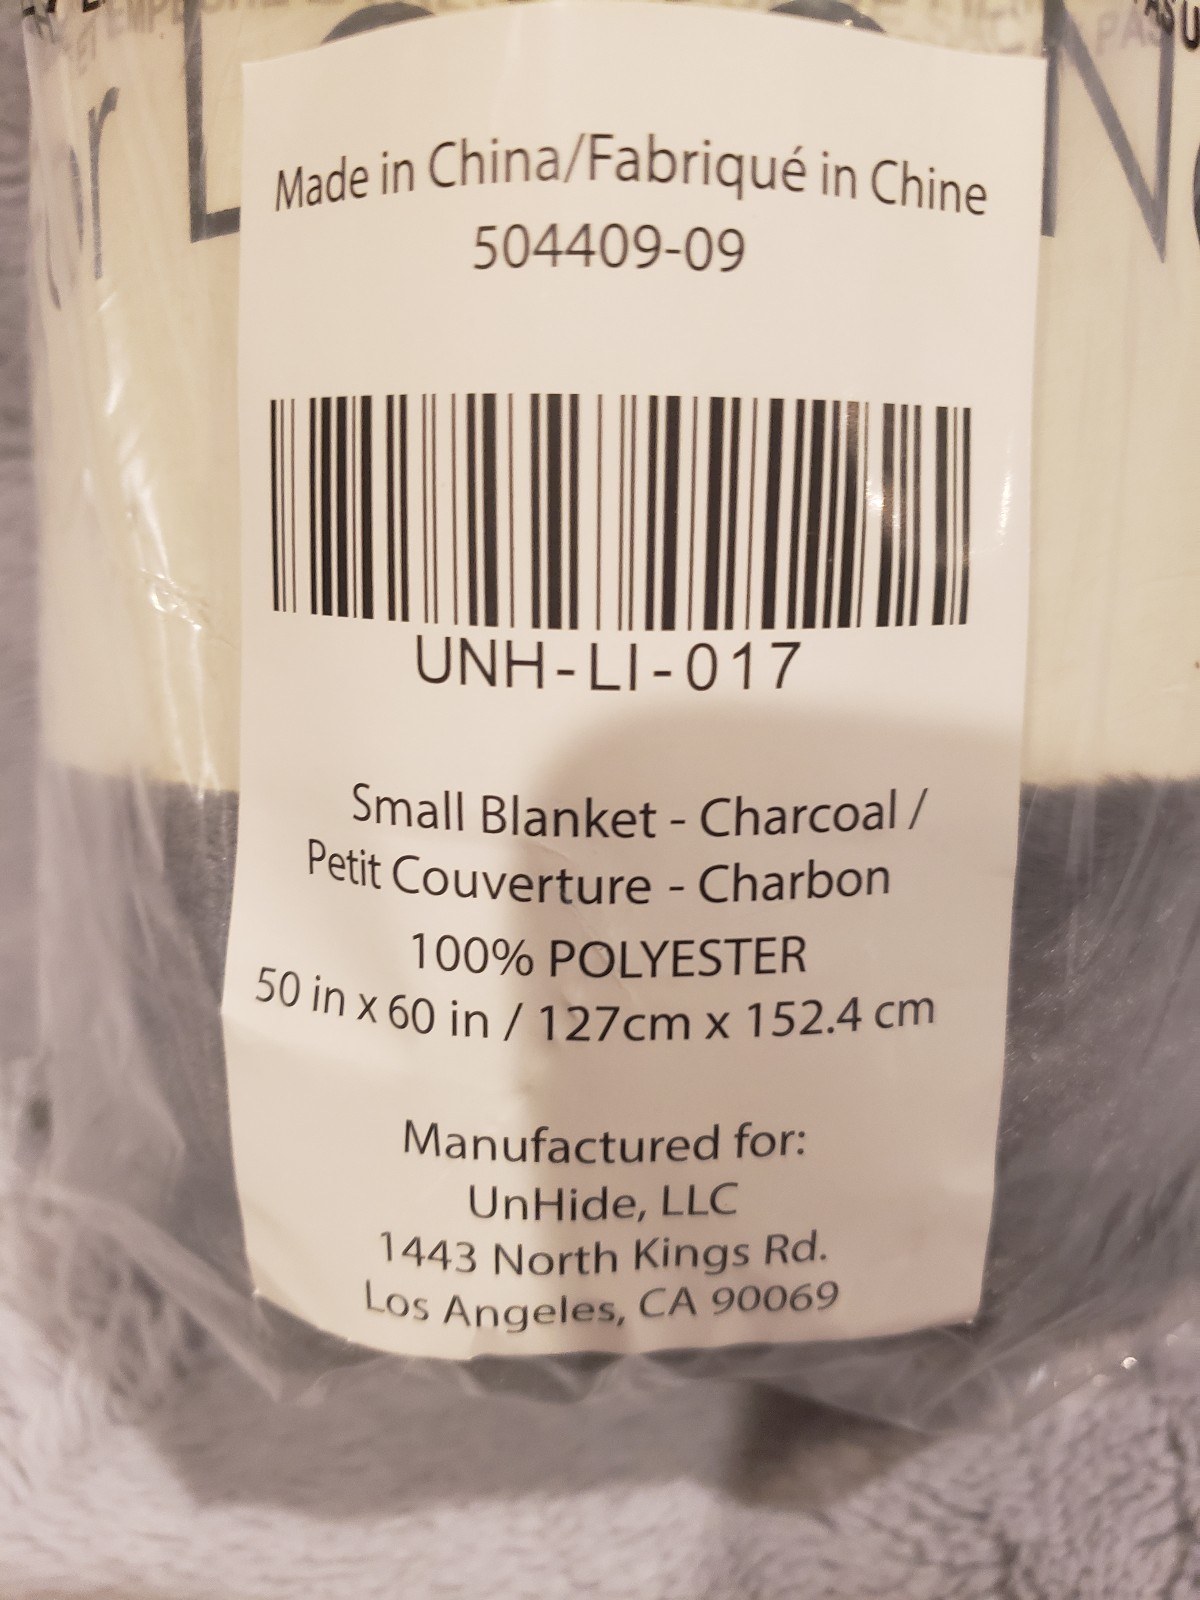 Made in China/Fabriqué in Chine
504409-09
UNH-LI-017
Small Blanket - Charcoal /
Petit Couverture - Charbon
100% POLYESTER
50 in x 60 in / 127cm x 152.4 cm
Manufactured for:
UnHide, LLC
1443 North Kings Rd.
Los Angeles, CA 90069